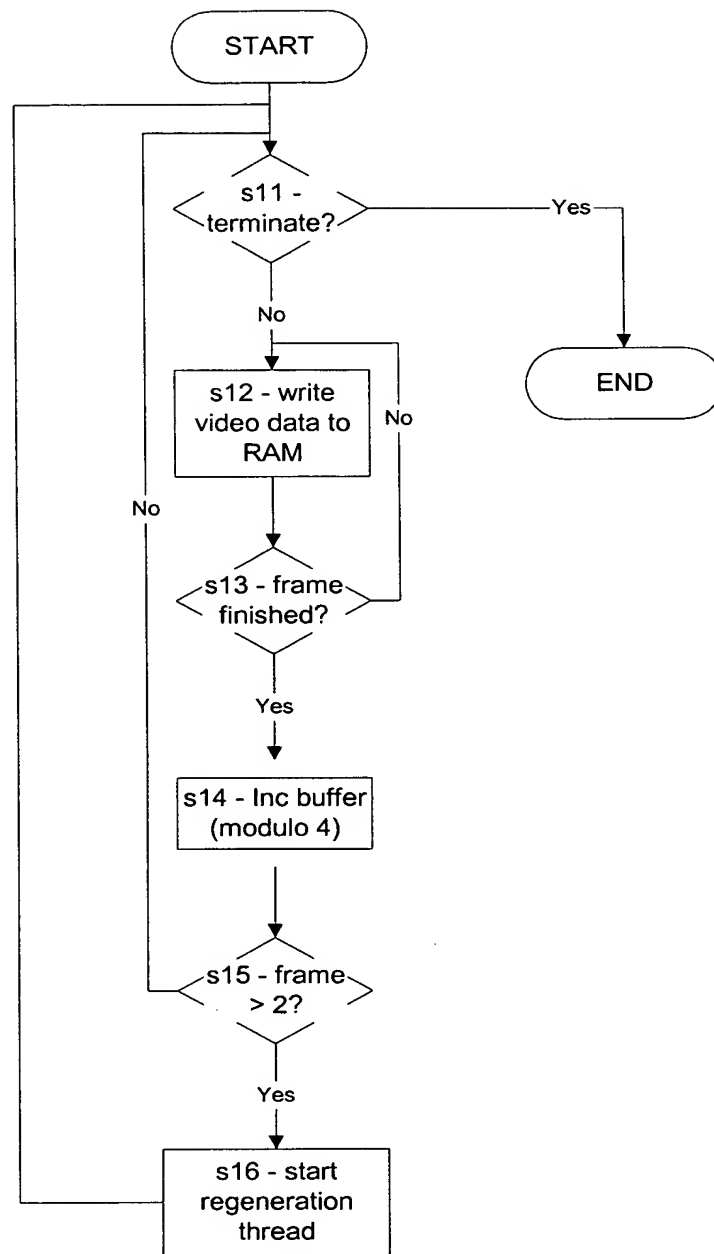 START
s11 -
terminate?
Yes
No
END
s12 - write
video data to
RAM
No
No
s13 - frame
finished?
Yes
s14 - Inc buffer
(modulo 4)
s15 - frame
> 2?
Yes
s16 - start
regeneration
thread